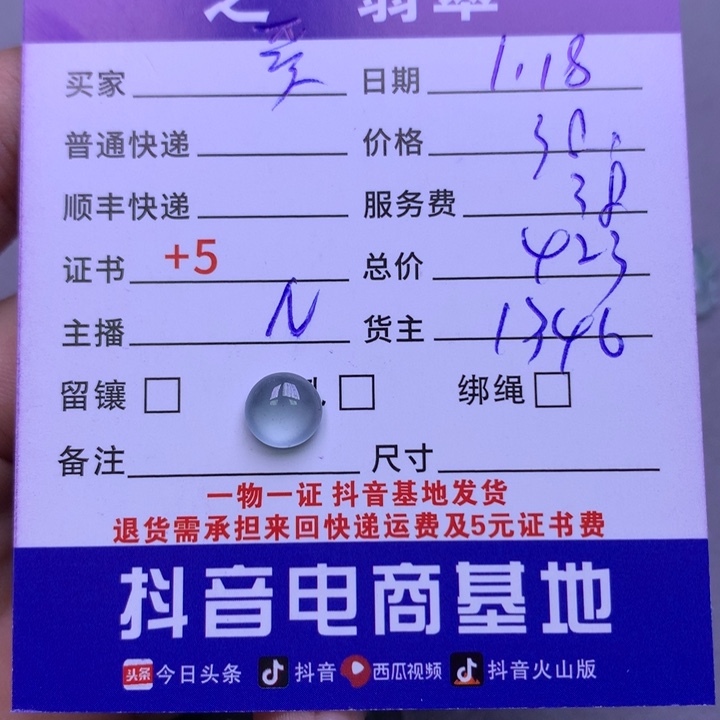 翡翠
买家 日期 1.18
普通快递 价格
顺丰快递 服务费 38
证书 +5 总价 423
主播 N 货主 1346
留镶 孔 绑绳
备注 尺寸
一物一证 抖音基地发货
退货需承担来回快递运费及5元证书费
抖音电商基地
头条 今日头条 抖音 西瓜视频 抖音火山版